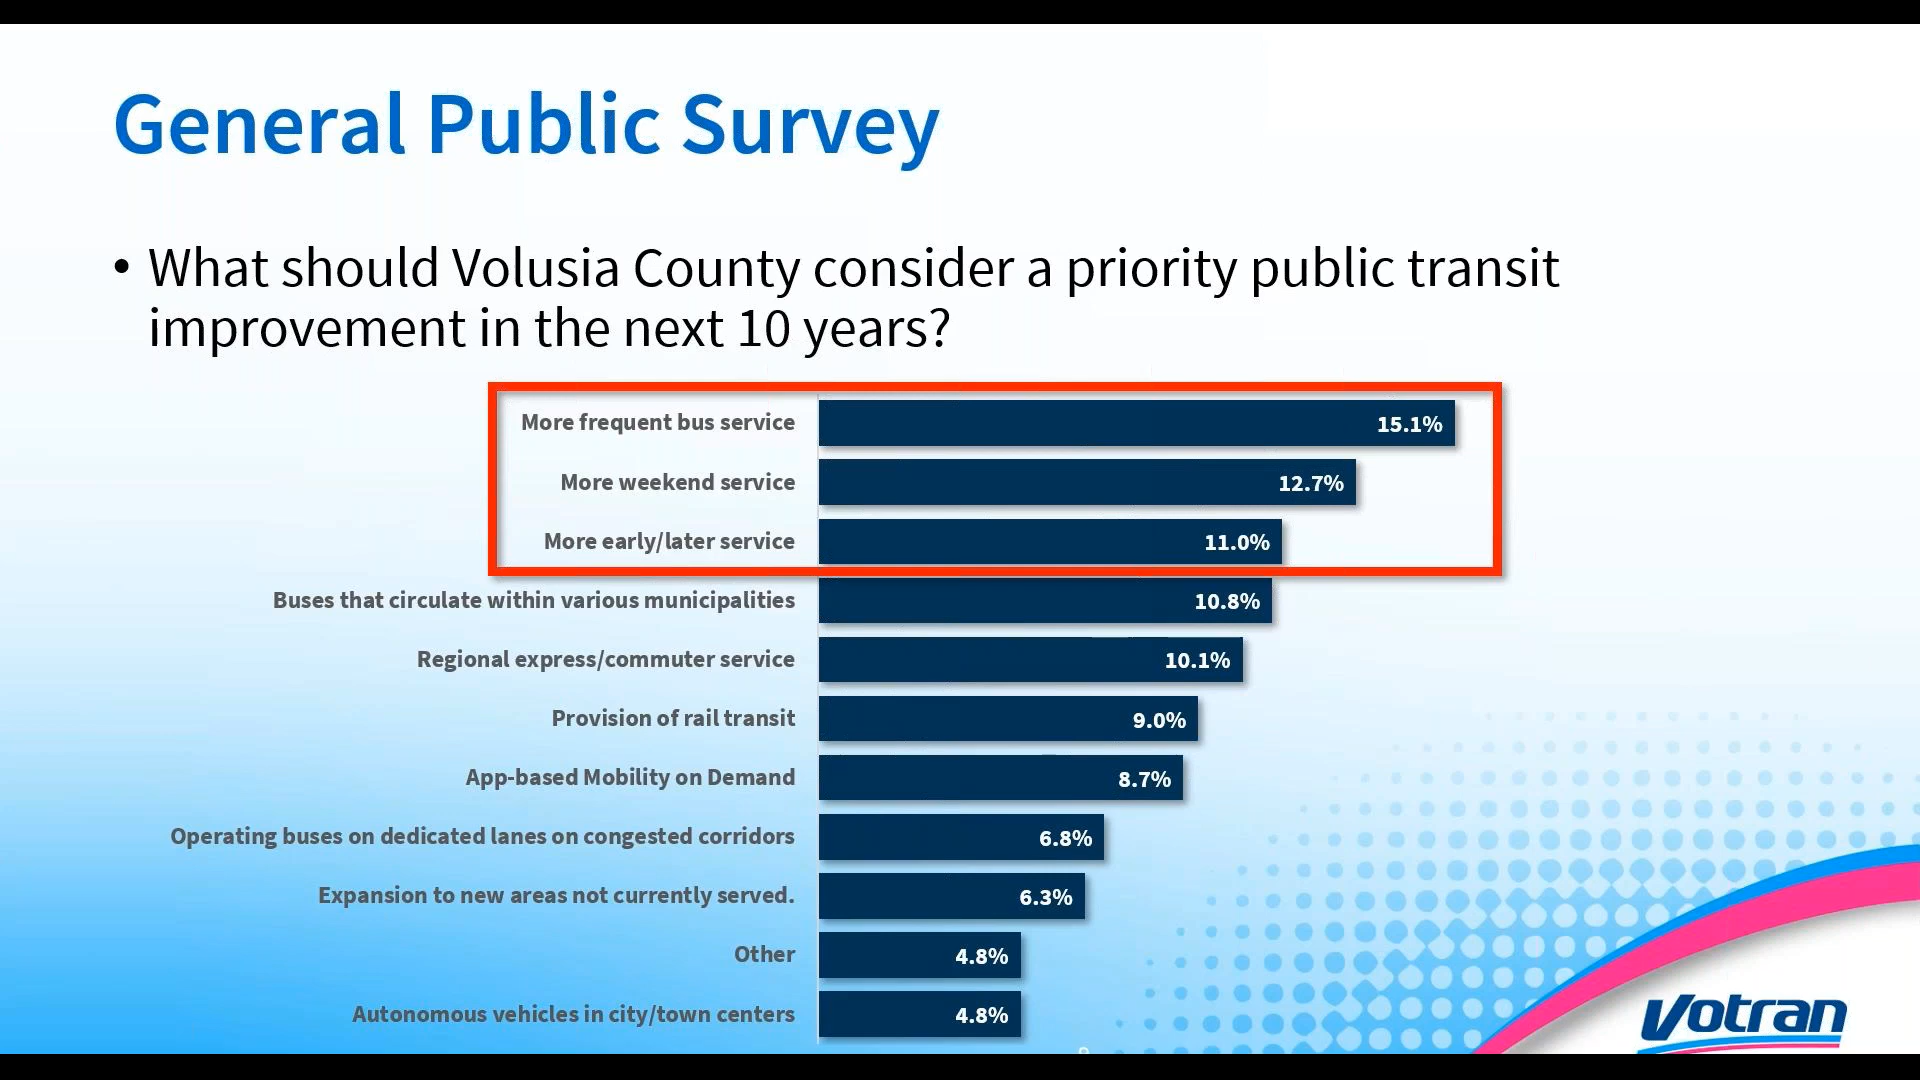 General Public Survey
• What should Volusia County consider a priority public transit
improvement in the next 10 years?
More frequent bus service 15.1%
More weekend service 12.7%
More early/later service 11.0%
Buses that circulate within various municipalities 10.8%
Regional express/commuter service 10.1%
Provision of rail transit 9.0%
App-based Mobility on Demand 8.7%
Operating buses on dedicated lanes on congested corridors 6.8%
Expansion to new areas not currently served. 6.3%
Other 4.8%
Autonomous vehicles in city/town centers 4.8%
Votran